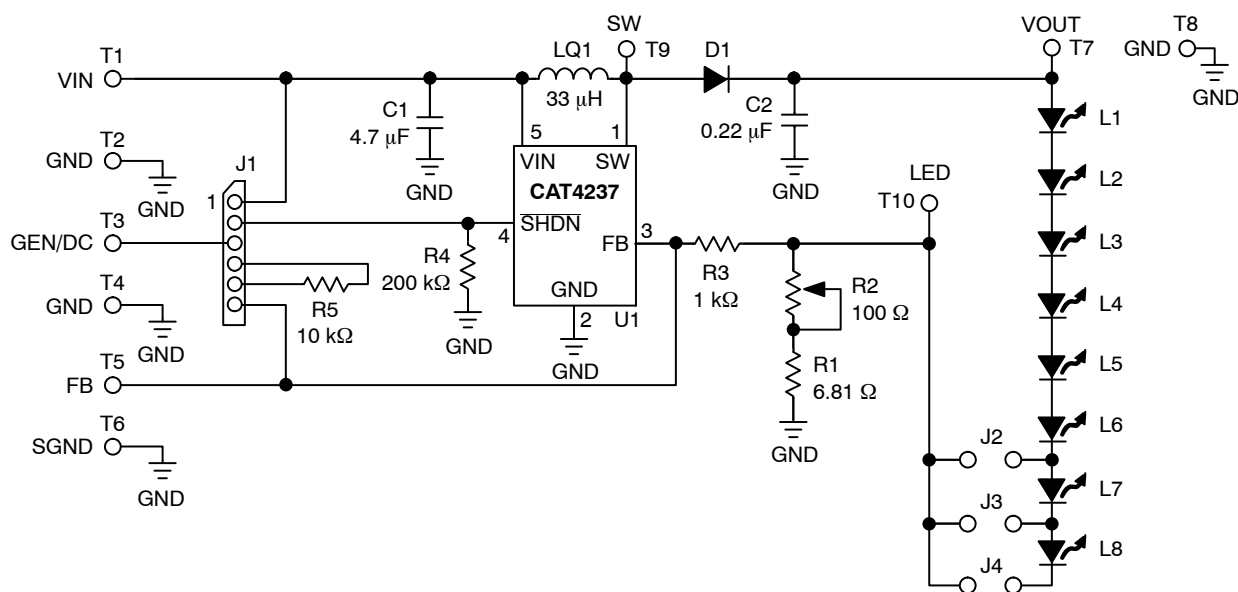 SW
VOUT
T8
T1
LQ1
T9
D1
T7
GND
VIN
GND
33 µH
C1
4.7 µF
C2
0.22 µF
L1
T2
5
1
GND
J1
VIN
SW
GND
GND
CAT4237
LED
L2
GND
1
T10
T3
SHDN
3
GEN/DC
4
FB
L3
R4
200 kΩ
R3
1 kΩ
R2
100 Ω
T4
GND
R5
10 kΩ
GND
L4
GND
2
U1
GND
GND
T5
R1
6.81 Ω
L5
FB
T6
L6
SGND
J2
GND
GND
L7
J3
L8
J4